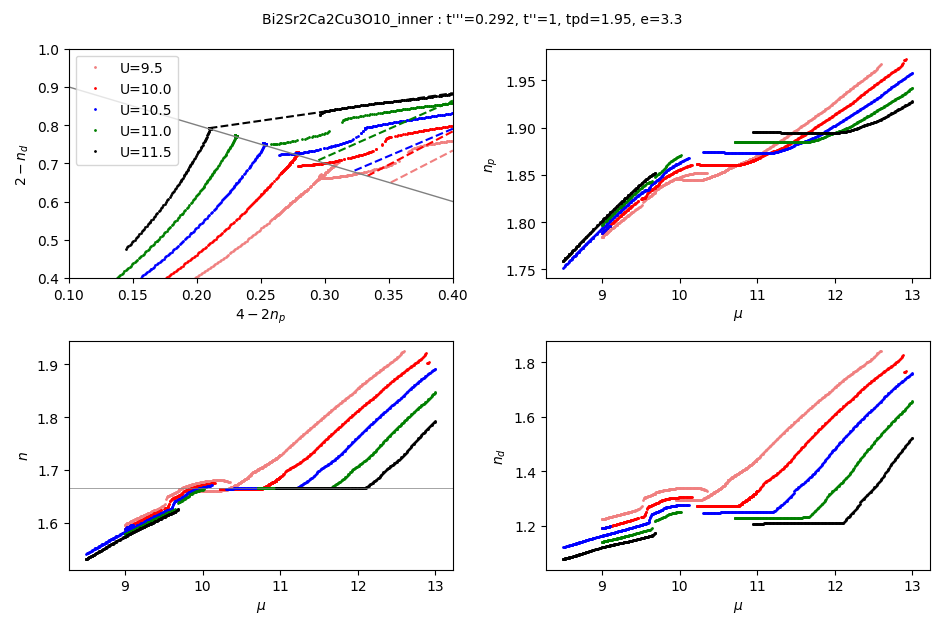 Bi2Sr2Ca2Cu3O10_inner : t'''=0.292, t''=1, tpd=1.95, e=3.3
1.0
0.9
0.8
0.7
0.6
0.5
0.4
2 − n_d
U=9.5
U=10.0
U=10.5
U=11.0
U=11.5
0.10 0.15 0.20 0.25 0.30 0.35 0.40
4 − 2n_p
1.95
1.90
1.85
1.80
1.75
n_p
9 10 11 12 13
μ
1.9
1.8
1.7
1.6
n
9 10 11 12 13
μ
1.8
1.6
1.4
1.2
n_d
9 10 11 12 13
μ